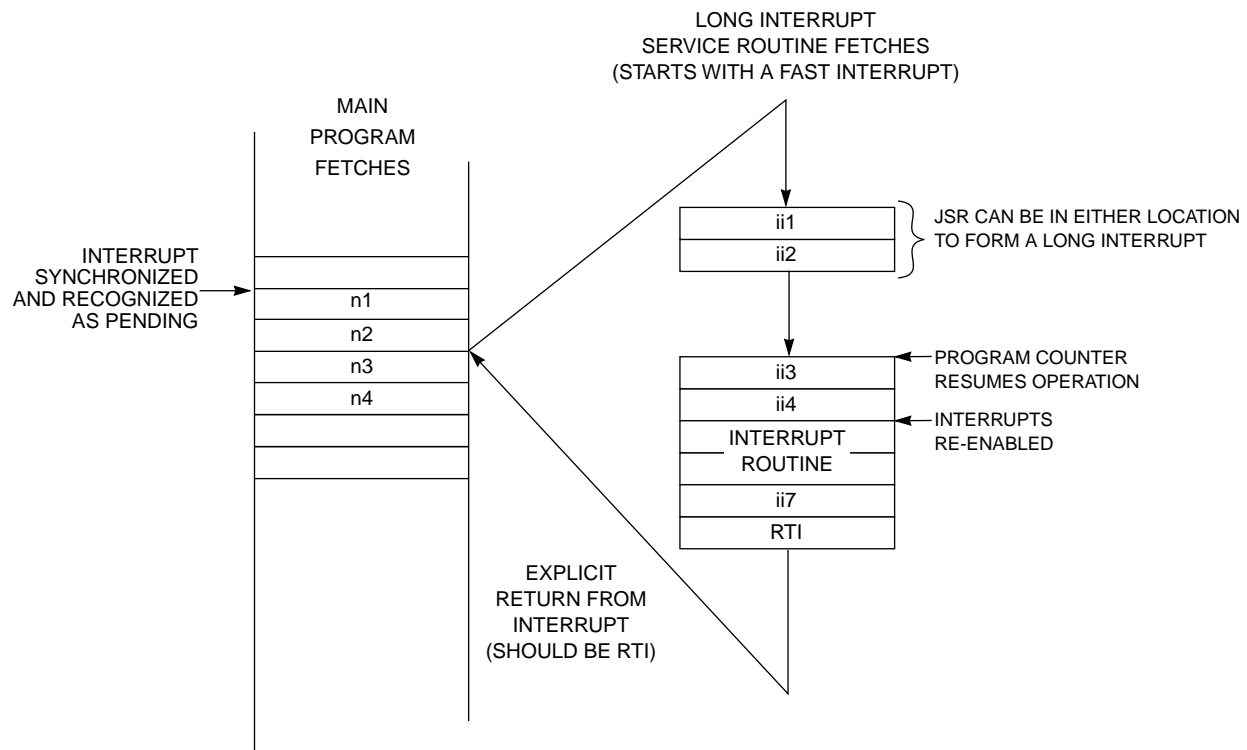 LONG INTERRUPT
SERVICE ROUTINE FETCHES
(STARTS WITH A FAST INTERRUPT)
MAIN
PROGRAM
FETCHES
INTERRUPT
SYNCHRONIZED
AND RECOGNIZED
AS PENDING
n1
n2
n3
n4
ii1
ii2
JSR CAN BE IN EITHER LOCATION
TO FORM A LONG INTERRUPT
ii3
ii4
INTERRUPT
ROUTINE
ii7
RTI
PROGRAM COUNTER
RESUMES OPERATION
INTERRUPTS
RE-ENABLED
EXPLICIT
RETURN FROM
INTERRUPT
(SHOULD BE RTI)